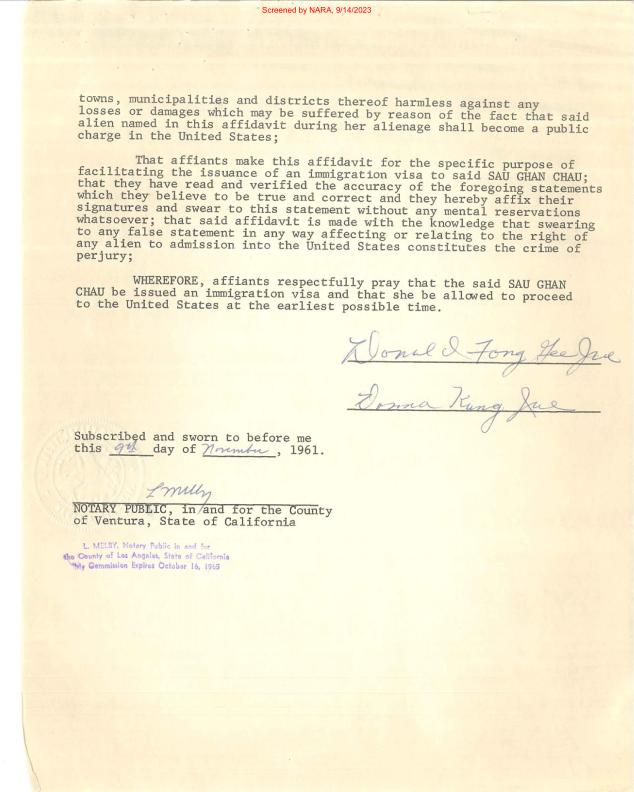 Screened by NARA, 9/14/2023
towns, municipalities and districts thereof harmless against any
losses or damages which may be suffered by reason of the fact that said
alien named in this affidavit during her alienage shall become a public
charge in the United States;
That affiants make this affidavit for the specific purpose of
facilitating the issuance of an immigration visa to said SAU GHAN CHAU;
that they have read and verified the accuracy of the foregoing statements
which they believe to be true and correct and they hereby affix their
signatures and swear to this statement without any mental reservations
whatsoever; that said affidavit is made with the knowledge that swearing
to any false statement in any way affecting or relating to the right of
any alien to admission into the United States constitutes the crime of
perjury;
WHEREFORE, affiants respectfully pray that the said SAU GHAN
CHAU be issued an immigration visa and that she be allowed to proceed
to the United States at the earliest possible time.
Donald Fong Gee Jue
Donna Kung Jue
Subscribed and sworn to before me
this 9th day of November, 1961.
L Melby
NOTARY PUBLIC, in and for the County
of Ventura, State of California
L. MELBY, Notary Public in and for
the County of Los Angeles, State of California
My Commission Expires October 16, 1965